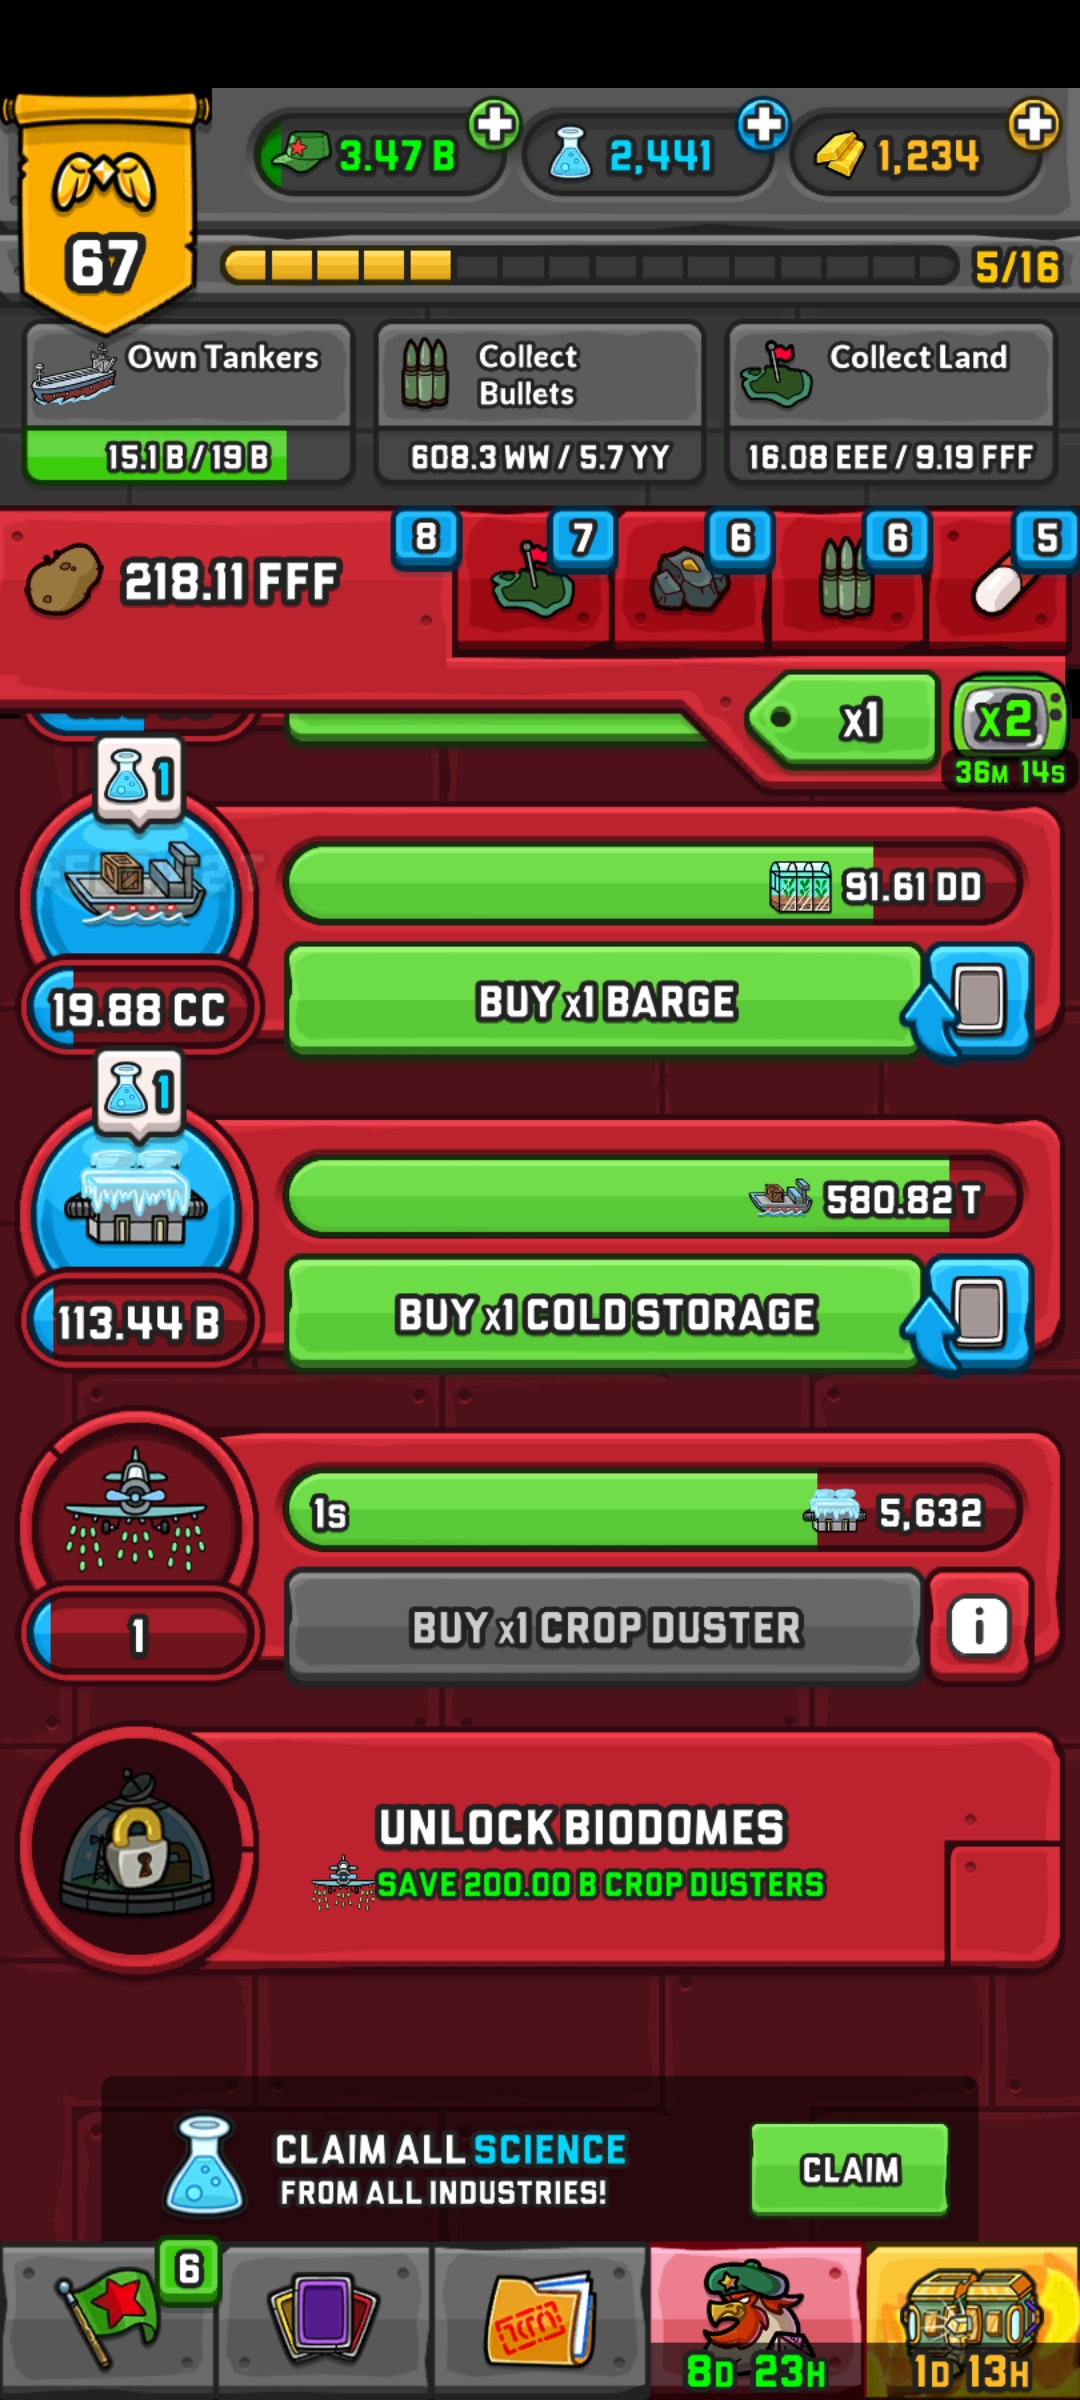 3.47 B
2,441
1,234
67
5/16
Own Tankers
15.1 B / 19 B
Collect
Bullets
608.3 WW / 5.7 YY
Collect Land
16.08 EEE / 9.19 FFF
218.11 FFF
8
7
6
6
5
x1
x2
36M 14S
1
91.61 DD
19.88 CC
BUY x1 BARGE
1
580.82 T
113.44 B
BUY x1 COLD STORAGE
1s
5,632
1
BUY x1 CROP DUSTER
i
UNLOCK BIODOMES
SAVE 200.00 B CROP DUSTERS
CLAIM ALL SCIENCE
FROM ALL INDUSTRIES!
CLAIM
6
8D 23H
1D 13H